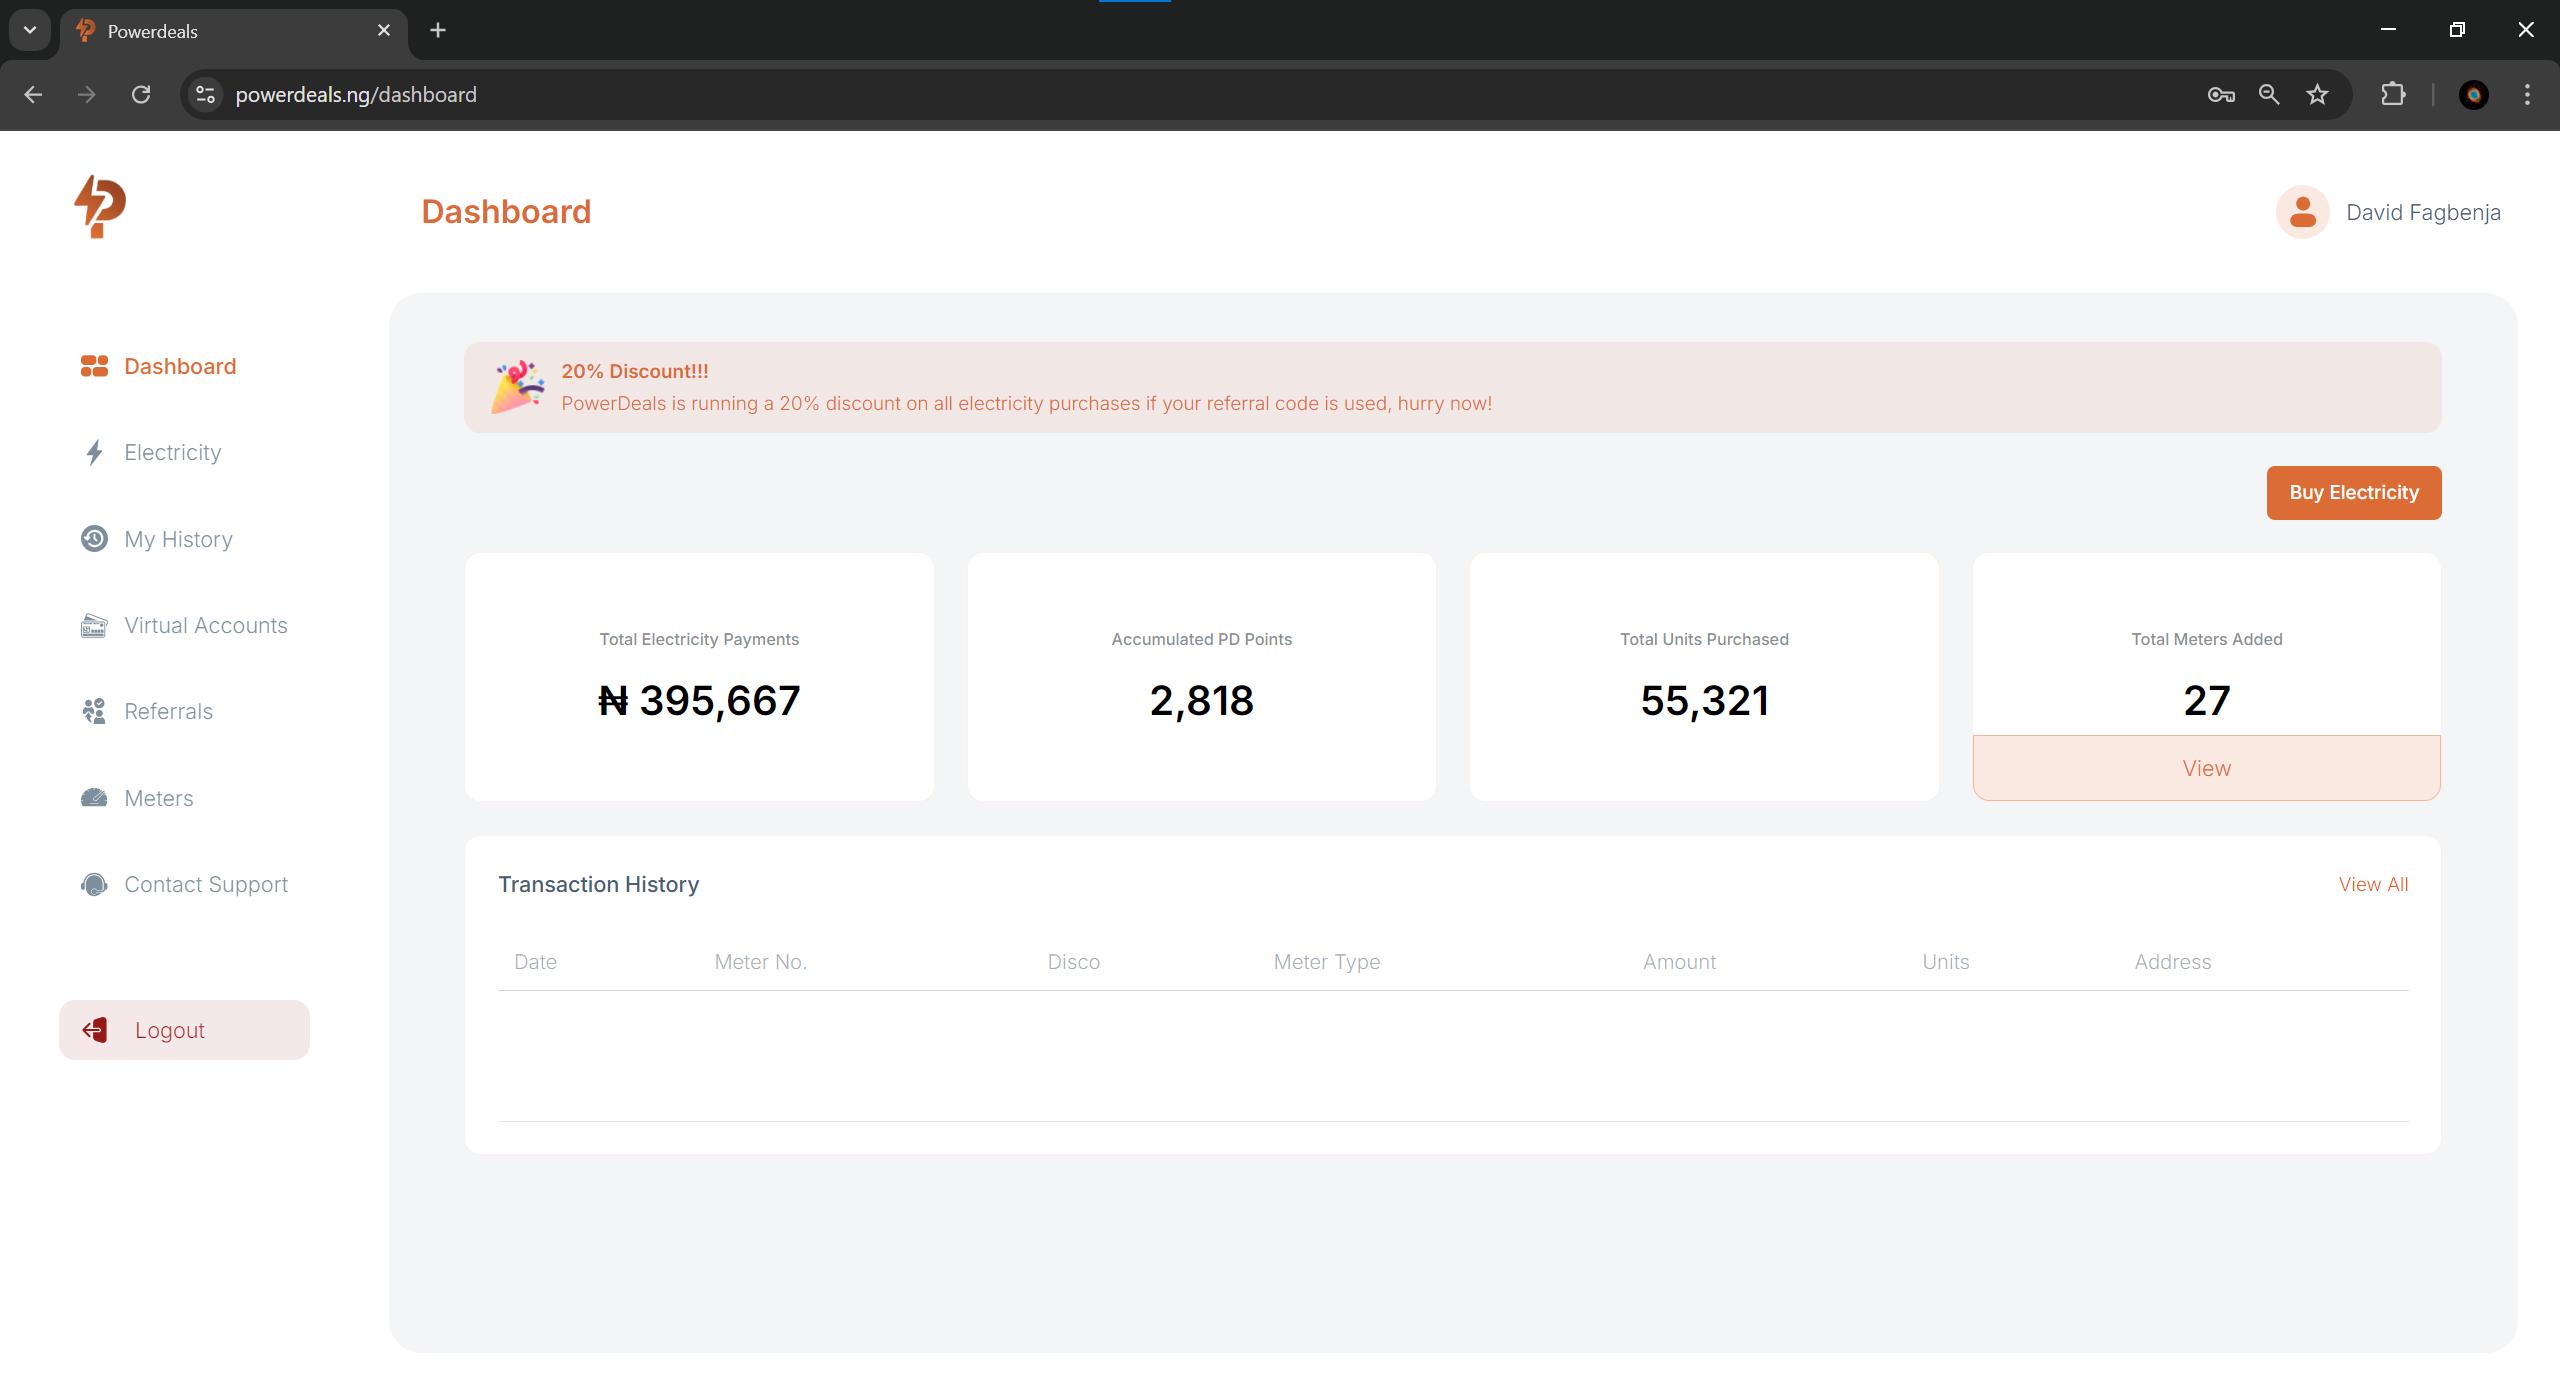 Powerdeals
powerdeals.ng/dashboard
Dashboard
David Fagbenja
Dashboard
Electricity
My History
Virtual Accounts
Referrals
Meters
Contact Support
Logout
20% Discount!!!
PowerDeals is running a 20% discount on all electricity purchases if your referral code is used, hurry now!
Buy Electricity
Total Electricity Payments
₦ 395,667
Accumulated PD Points
2,818
Total Units Purchased
55,321
Total Meters Added
27
View
Transaction History
View All
Date Meter No. Disco Meter Type Amount Units Address